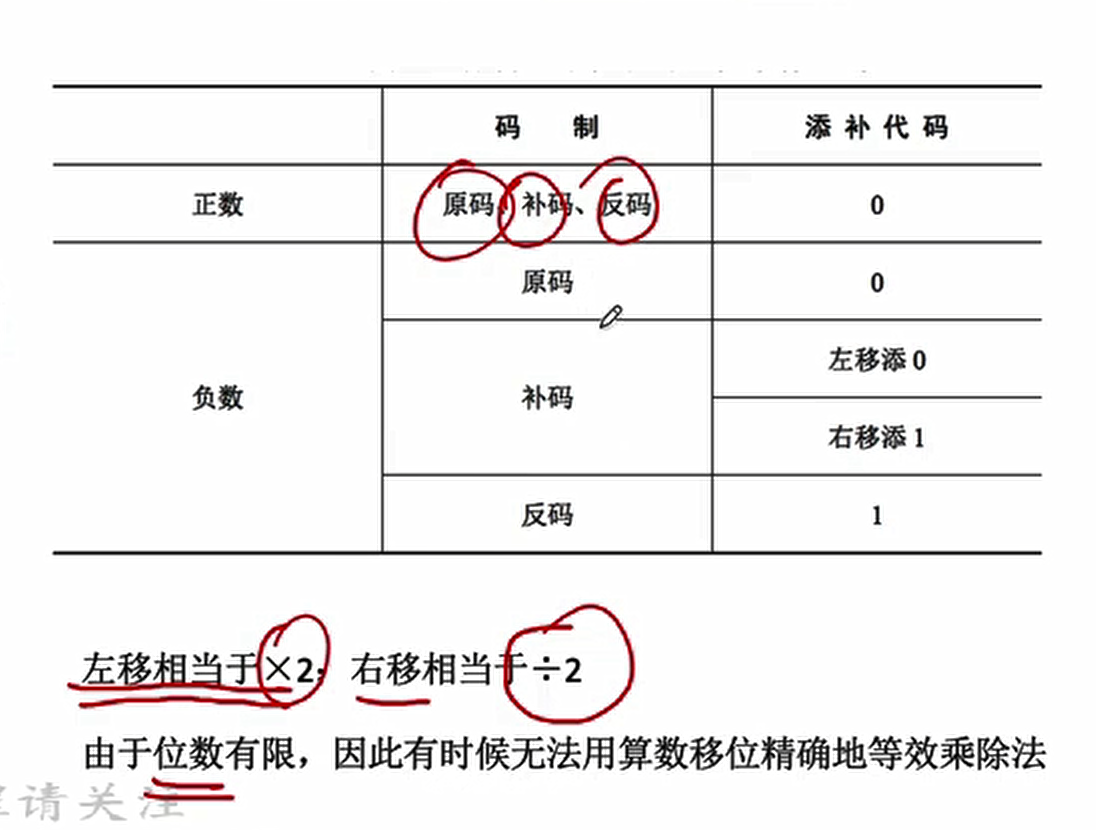 码 制 添补代码
正数 原码、补码、反码 0
原码 0
左移添 0
负数 补码
右移添 1
反码 1
左移相当于×2； 右移相当于÷2
由于位数有限，因此有时候无法用算数移位精确地等效乘除法
请关注